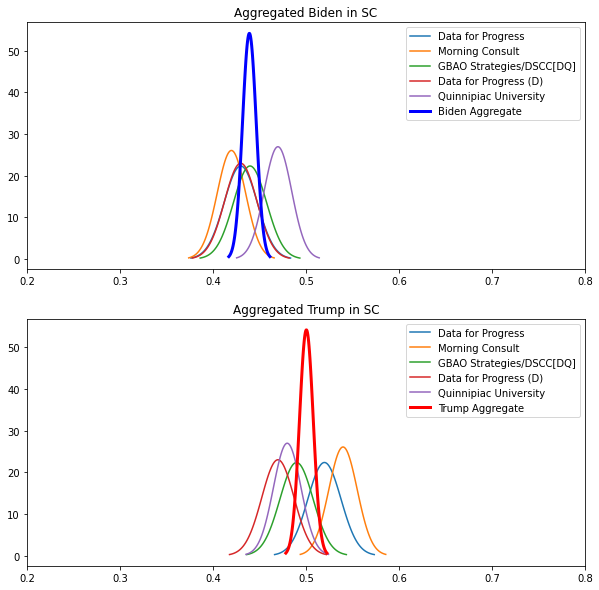 Aggregated Biden in SC
50
40
30
20
10
0
0.2 0.3 0.4 0.5 0.6 0.7 0.8
Data for Progress
Morning Consult
GBAO Strategies/DSCC[DQ]
Data for Progress (D)
Quinnipiac University
Biden Aggregate
Aggregated Trump in SC
50
40
30
20
10
0
0.2 0.3 0.4 0.5 0.6 0.7 0.8
Data for Progress
Morning Consult
GBAO Strategies/DSCC[DQ]
Data for Progress (D)
Quinnipiac University
Trump Aggregate